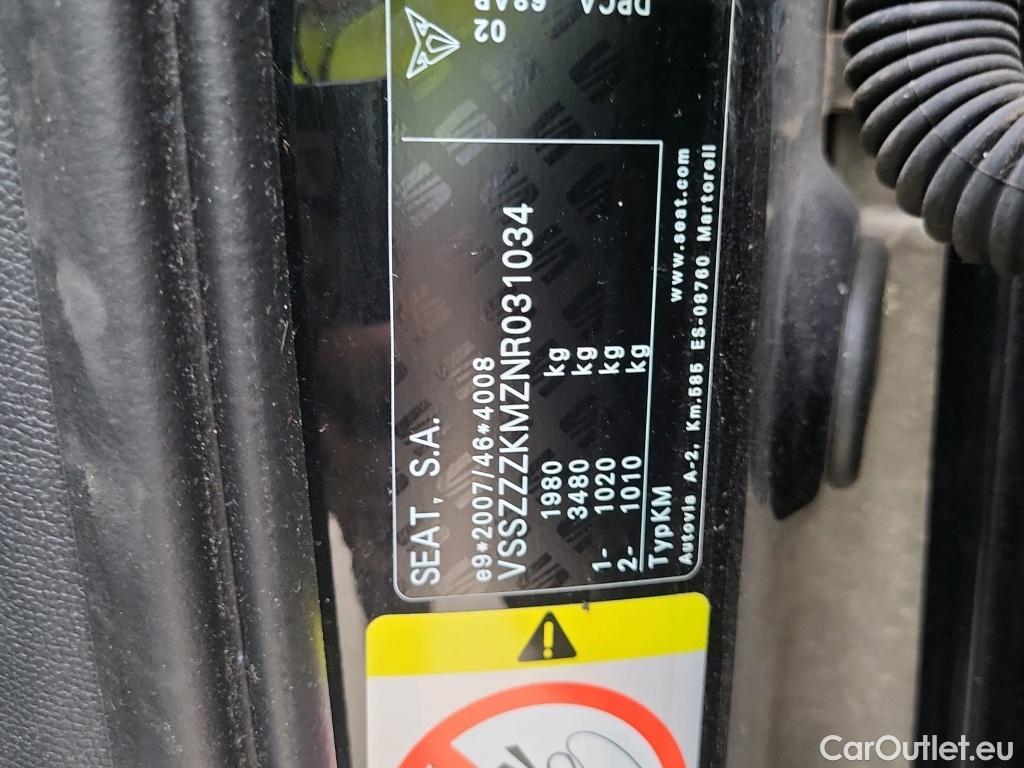 SEAT, S.A.
e9*2007/46*4008
VSSZZZKMZNR031034
1980 kg
3480 kg
1- 1020 kg
2- 1010 kg
TypKM
www.seat.com
Autovía A-2, Km.585 ES-08760 Martorell
02
CarOutlet.eu